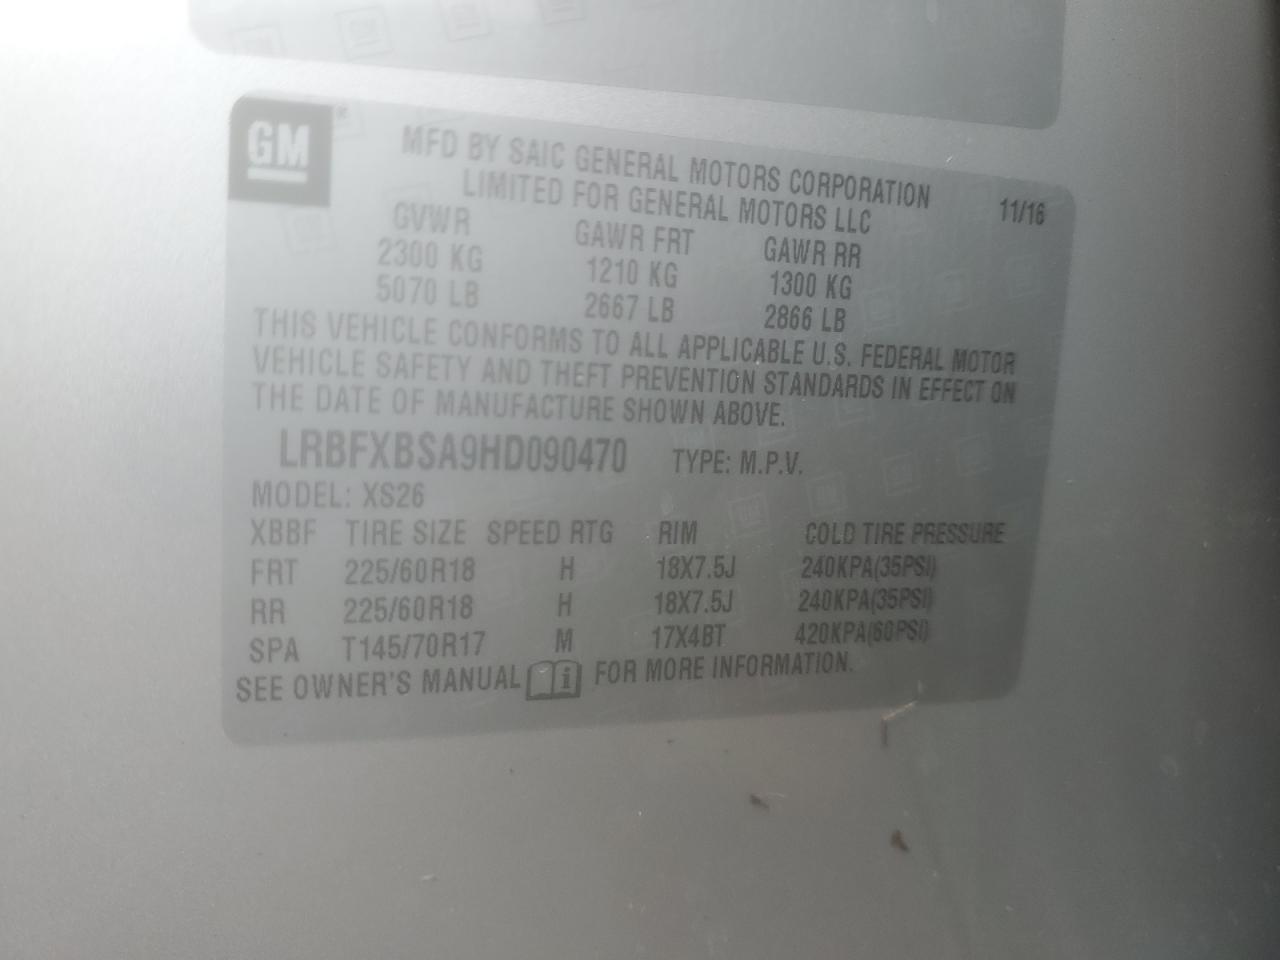 GM
MFD BY SAIC GENERAL MOTORS CORPORATION
LIMITED FOR GENERAL MOTORS LLC 11/16
GVWR GAWR FRT GAWR RR
2300 KG 1210 KG 1300 KG
5070 LB 2667 LB 2866 LB
THIS VEHICLE CONFORMS TO ALL APPLICABLE U.S. FEDERAL MOTOR
VEHICLE SAFETY AND THEFT PREVENTION STANDARDS IN EFFECT ON
THE DATE OF MANUFACTURE SHOWN ABOVE.
LRBFXBSA9HD090470 TYPE: M.P.V.
MODEL: XS26
XBBF TIRE SIZE SPEED RTG RIM COLD TIRE PRESSURE
FRT 225/60R18 H 18X7.5J 240KPA(35PSI)
RR 225/60R18 H 18X7.5J 240KPA(35PSI)
SPA T145/70R17 M 17X4BT 420KPA(60PSI)
SEE OWNER'S MANUAL i FOR MORE INFORMATION.